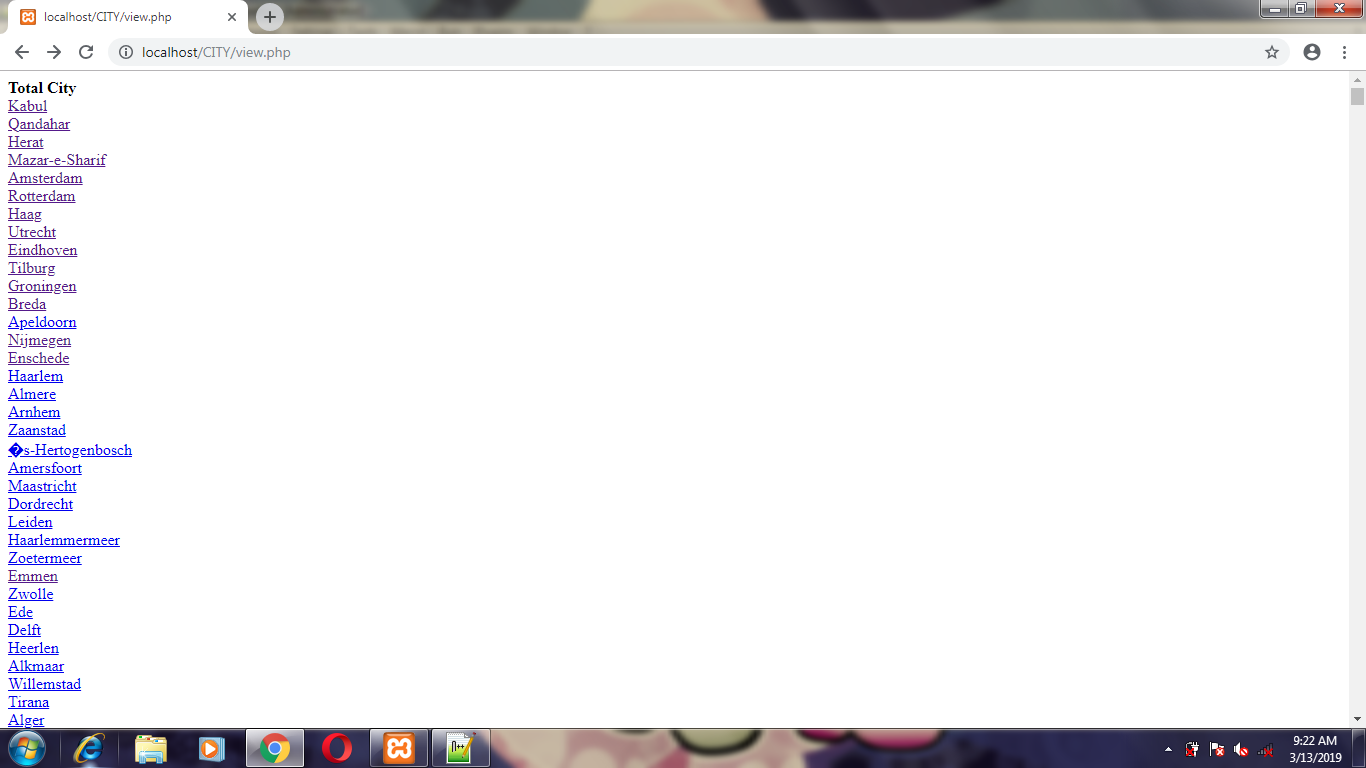 localhost/CITY/view.php
localhost/CITY/view.php
Total City
Kabul
Qandahar
Herat
Mazar-e-Sharif
Amsterdam
Rotterdam
Haag
Utrecht
Eindhoven
Tilburg
Groningen
Breda
Apeldoorn
Nijmegen
Enschede
Haarlem
Almere
Arnhem
Zaanstad
�s-Hertogenbosch
Amersfoort
Maastricht
Dordrecht
Leiden
Haarlemmermeer
Zoetermeer
Emmen
Zwolle
Ede
Delft
Heerlen
Alkmaar
Willemstad
Tirana
Alger
9:22 AM
3/13/2019